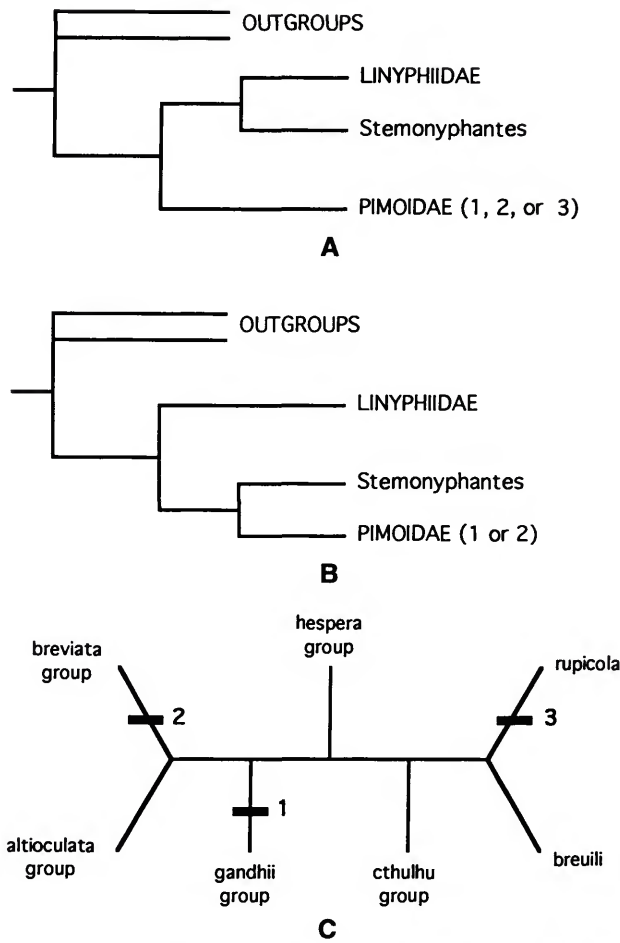 OUTGROUPS
LINYPHIIDAE
Stemonyphantes
PIMOIDAE (1, 2, or 3)
A
OUTGROUPS
LINYPHIIDAE
Stemonyphantes
PIMOIDAE (1 or 2)
B
hespera
group
breviata
group
rupicola
2
3
1
altioculata
group
gandhii
group
cthulhu
group
breuili
C